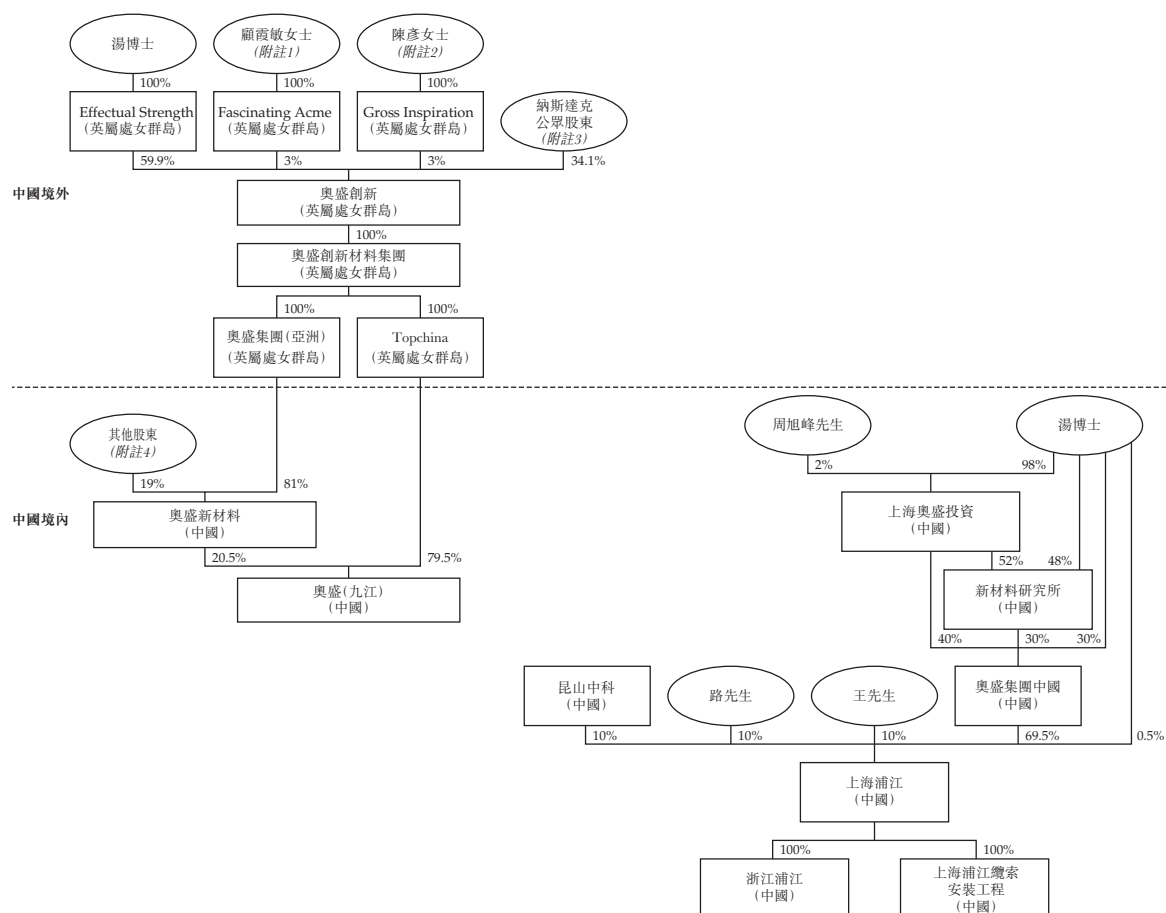 湯博士
顧霞敏女士
(附註1)
陳彥女士
(附註2)
100%
100%
100%
Effectual Strength
(英屬處女群島)
Fascinating Acme
(英屬處女群島)
Gross Inspiration
(英屬處女群島)
納斯達克
公眾股東
(附註3)
59.9%
3%
3%
34.1%
中國境外
奧盛創新
(英屬處女群島)
100%
奧盛創新材料集團
(英屬處女群島)
100%
100%
奧盛集團(亞洲)
(英屬處女群島)
Topchina
(英屬處女群島)
其他股東
(附註4)
19%
81%
中國境內
奧盛新材料
(中國)
20.5%
79.5%
奧盛(九江)
(中國)
周旭峰先生
湯博士
2%
98%
上海奧盛投資
(中國)
52%
48%
新材料研究所
(中國)
40%
30%
30%
昆山中科
(中國)
路先生
王先生
奧盛集團中國
(中國)
10%
10%
10%
69.5%
0.5%
上海浦江
(中國)
100%
100%
浙江浦江
(中國)
上海浦江纜索
安裝工程
(中國)